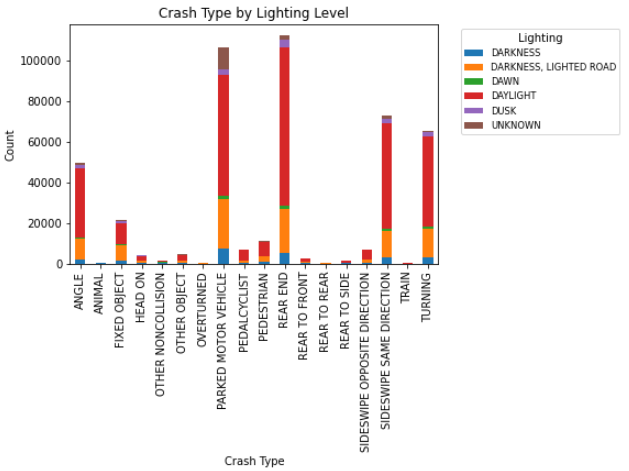 Crash Type by Lighting Level
Lighting
DARKNESS
DARKNESS, LIGHTED ROAD
DAWN
DAYLIGHT
DUSK
UNKNOWN
Count
100000
80000
60000
40000
20000
0
ANGLE
ANIMAL
FIXED OBJECT
HEAD ON
OTHER NONCOLLISION
OTHER OBJECT
OVERTURNED
PARKED MOTOR VEHICLE
PEDALCYCLIST
PEDESTRIAN
REAR END
REAR TO FRONT
REAR TO REAR
REAR TO SIDE
SIDESWIPE OPPOSITE DIRECTION
SIDESWIPE SAME DIRECTION
TRAIN
TURNING
Crash Type